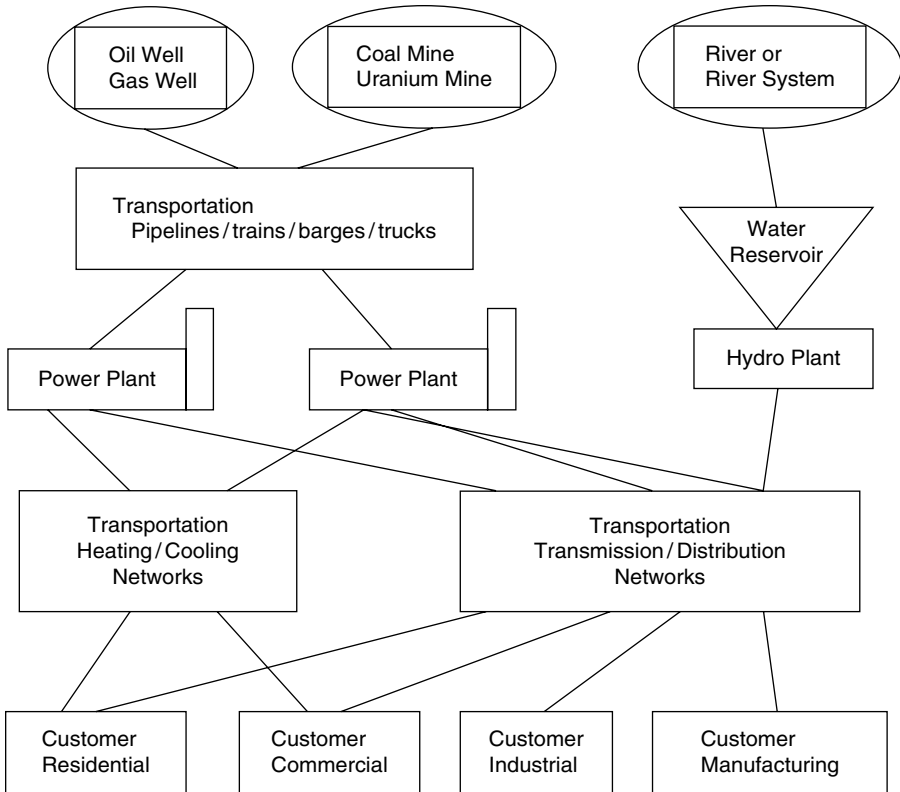 Oil Well
Gas Well
Coal Mine
Uranium Mine
River or
River System
Transportation
Pipelines/trains/barges/trucks
Water
Reservoir
Power Plant
Power Plant
Hydro Plant
Transportation
Heating/Cooling
Networks
Transportation
Transmission/Distribution
Networks
Customer
Residential
Customer
Commercial
Customer
Industrial
Customer
Manufacturing